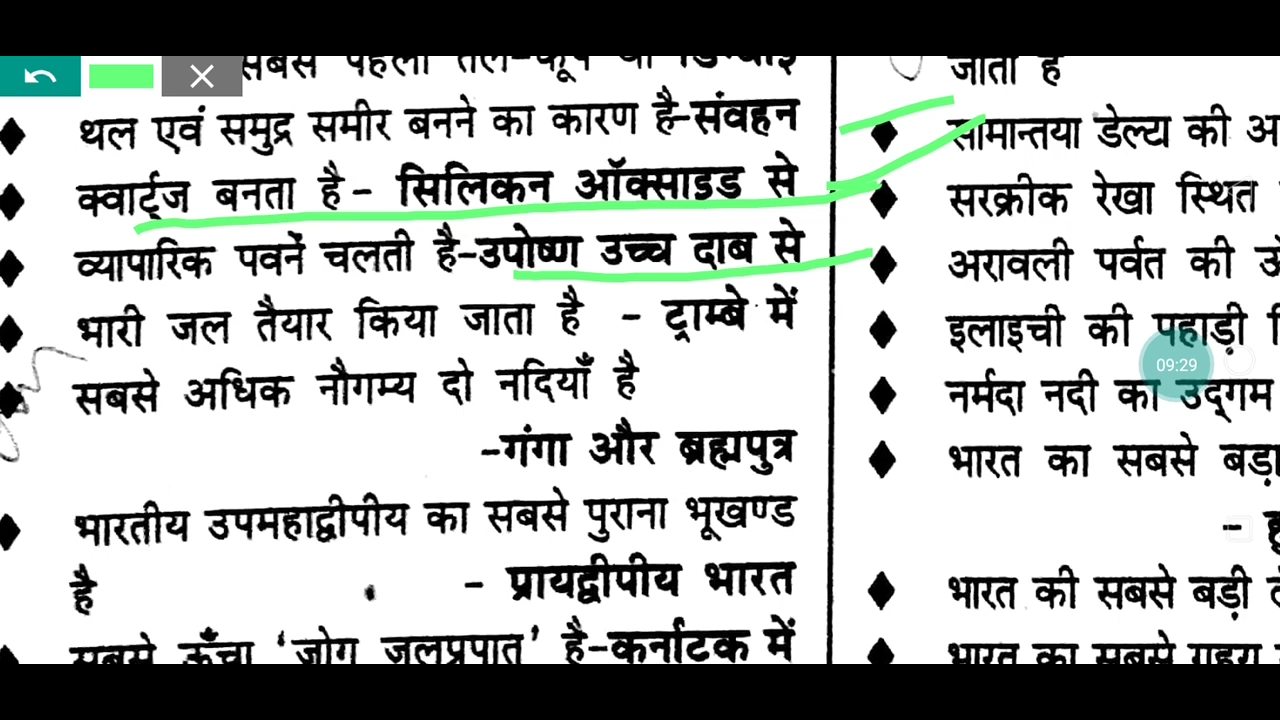 सबसे पहला तेल-कूप
थल एवं समुद्र समीर बनने का कारण है-संवहन
क्वार्ट्ज बनता है- सिलिकन ऑक्साइड से
व्यापारिक पवनें चलती है-उपोष्ण उच्च दाब से
भारी जल तैयार किया जाता है - ट्राम्बे में
सबसे अधिक नौगम्य दो नदियाँ है
-गंगा और ब्रह्मपुत्र
भारतीय उपमहाद्वीपीय का सबसे पुराना भूखण्ड
है - प्रायद्वीपीय भारत
सबसे ऊँचा 'जोग जलप्रपात' है-कर्नाटक में
जाता है
सामान्तया डेल्टा की
सरक्रीक रेखा स्थित
अरावली पर्वत की
इलाइची की पहाड़ी
नर्मदा नदी का उद्गम
भारत का सबसे बड़ा
-
भारत की सबसे बड़ी
भारत का सबसे गहरा
09:29